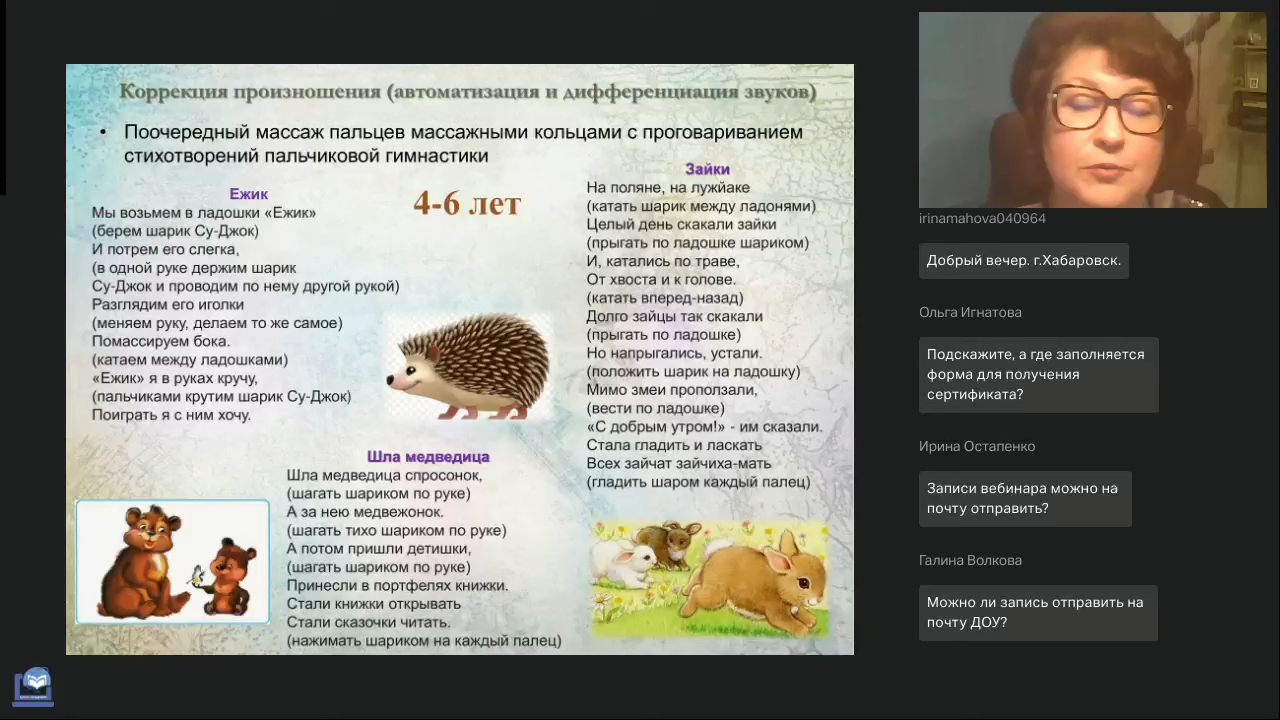 Коррекция произношения (автоматизация и дифференциация звуков)
• Поочередный массаж пальцев массажными кольцами с проговариванием
стихотворений пальчиковой гимнастики
4-6 лет
Ежик
Мы возьмем в ладошки «Ежик»
(берем шарик Су-Джок)
И потрем его слегка,
(в одной руке держим шарик
Су-Джок и проводим по нему другой рукой)
Разглядим его иголки
(меняем руку, делаем то же самое)
Помассируем бока.
(катаем между ладошками)
«Ежик» я в руках кручу,
(пальчиками крутим шарик Су-Джок)
Поиграть я с ним хочу.
Шла медведица
Шла медведица спросонок,
(шагать шариком по руке)
А за нею медвежонок.
(шагать тихо шариком по руке)
А потом пришли детишки,
(шагать шариком по руке)
Принесли в портфелях книжки.
Стали книжки открывать
Стали сказочки читать.
(нажимать шариком на каждый палец)
Зайки
На поляне, на лужйаке
(катать шарик между ладонями)
Целый день скакали зайки
(прыгать по ладошке шариком)
И, катались по траве,
От хвоста и к голове.
(катать вперед-назад)
Долго зайцы так скакали
(прыгать по ладошке)
Но напрыгались, устали.
(положить шарик на ладошку)
Мимо змеи проползали,
(вести по ладошке)
«С добрым утром!» - им сказали.
Стала гладить и ласкать
Всех зайчат зайчиха-мать
(гладить шаром каждый палец)
irinamahova040964
Добрый вечер. г.Хабаровск.
Ольга Игнатова
Подскажите, а где заполняется
форма для получения
сертификата?
Ирина Остапенко
Записи вебинара можно на
почту отправить?
Галина Волкова
Можно ли запись отправить на
почту ДОУ?